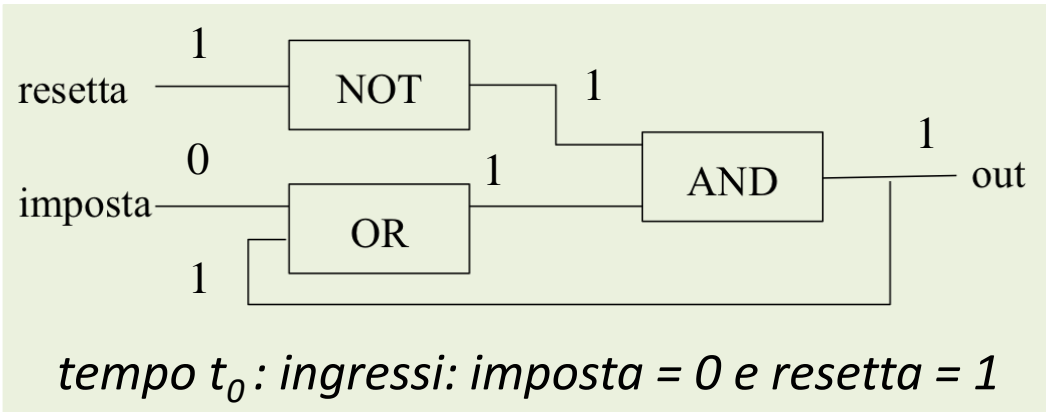 1
resetta NOT 1
0 1 1
imposta OR AND out
1
tempo t₀ : ingressi: imposta = 0 e resetta = 1